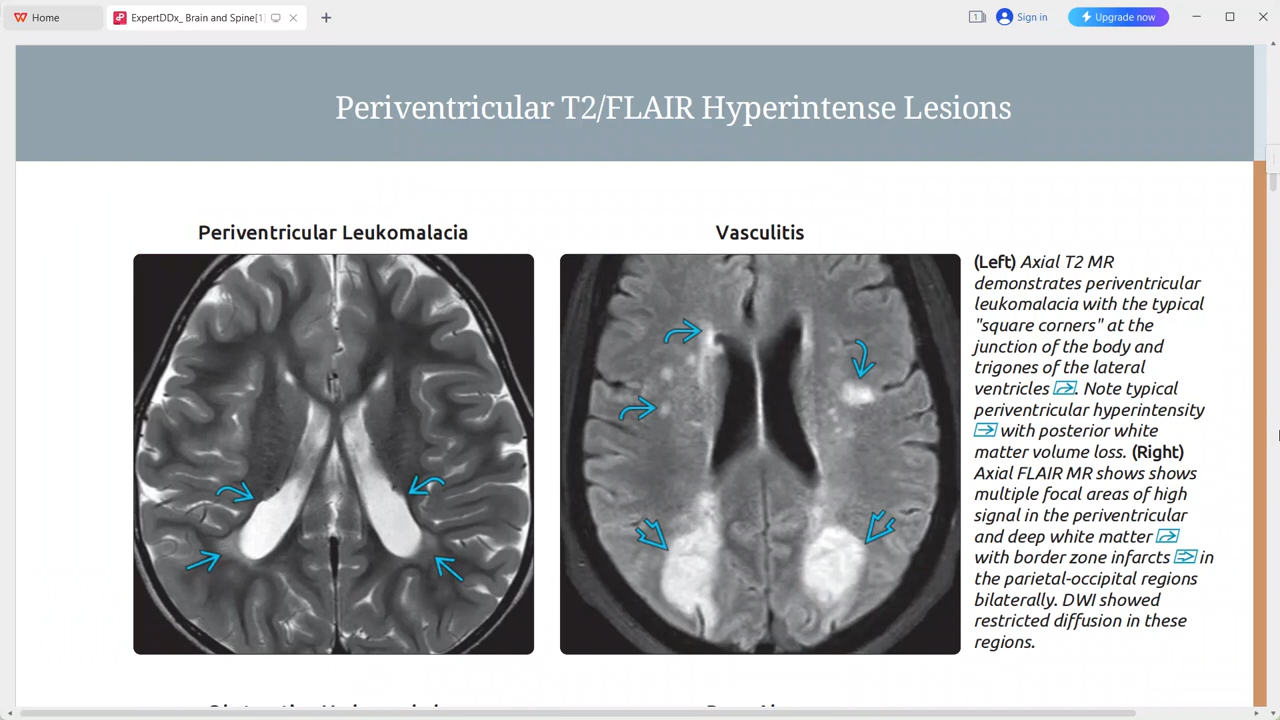 Home
ExpertDDx_ Brain and Spine[1]
1
Sign in
Upgrade now
Periventricular T2/FLAIR Hyperintense Lesions
Periventricular Leukomalacia
Vasculitis
(Left) Axial T2 MR
demonstrates periventricular
leukomalacia with the typical
"square corners" at the
junction of the body and
trigones of the lateral
ventricles . Note typical
periventricular hyperintensity
with posterior white
matter volume loss. (Right)
Axial FLAIR MR shows shows
multiple focal areas of high
signal in the periventricular
and deep white matter
with border zone infarcts in
the parietal-occipital regions
bilaterally. DWI showed
restricted diffusion in these
regions.